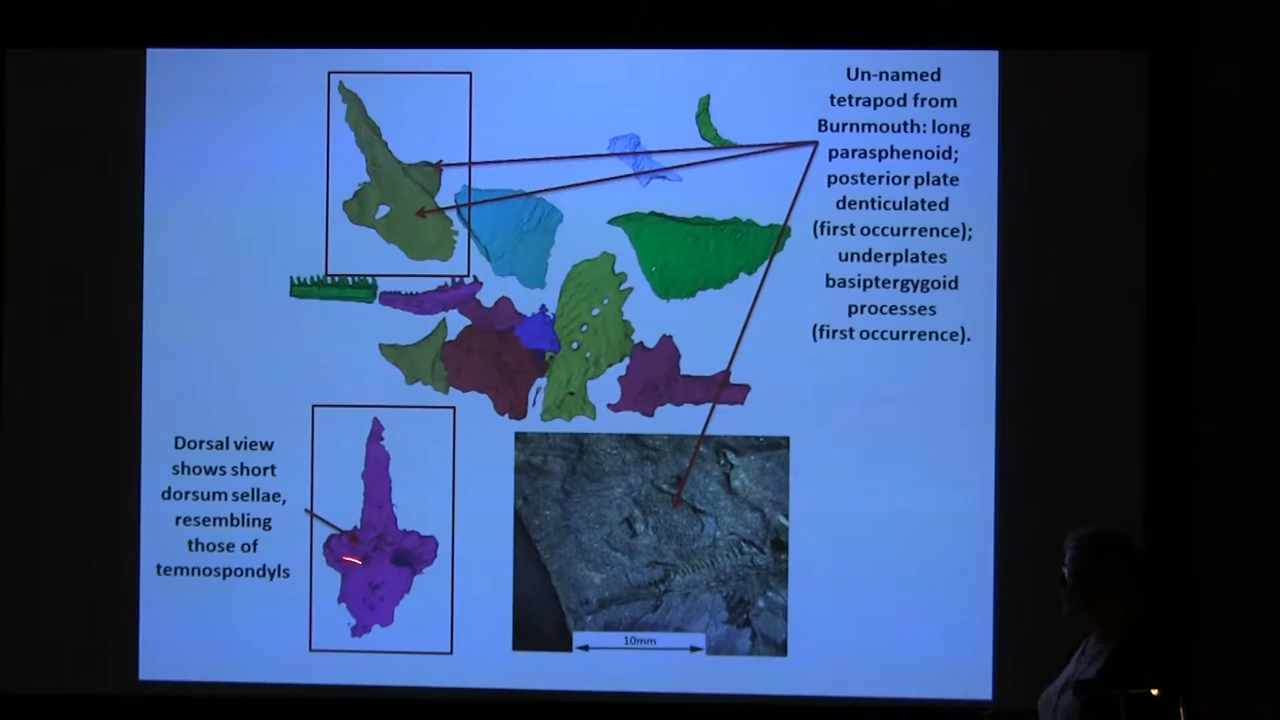 Un-named
tetrapod from
Burnmouth: long
parasphenoid;
posterior plate
denticulated
(first occurrence);
underplates
basiptergygoid
processes
(first occurrence).
Dorsal view
shows short
dorsum sellae,
resembling
those of
temnospondyls
10mm